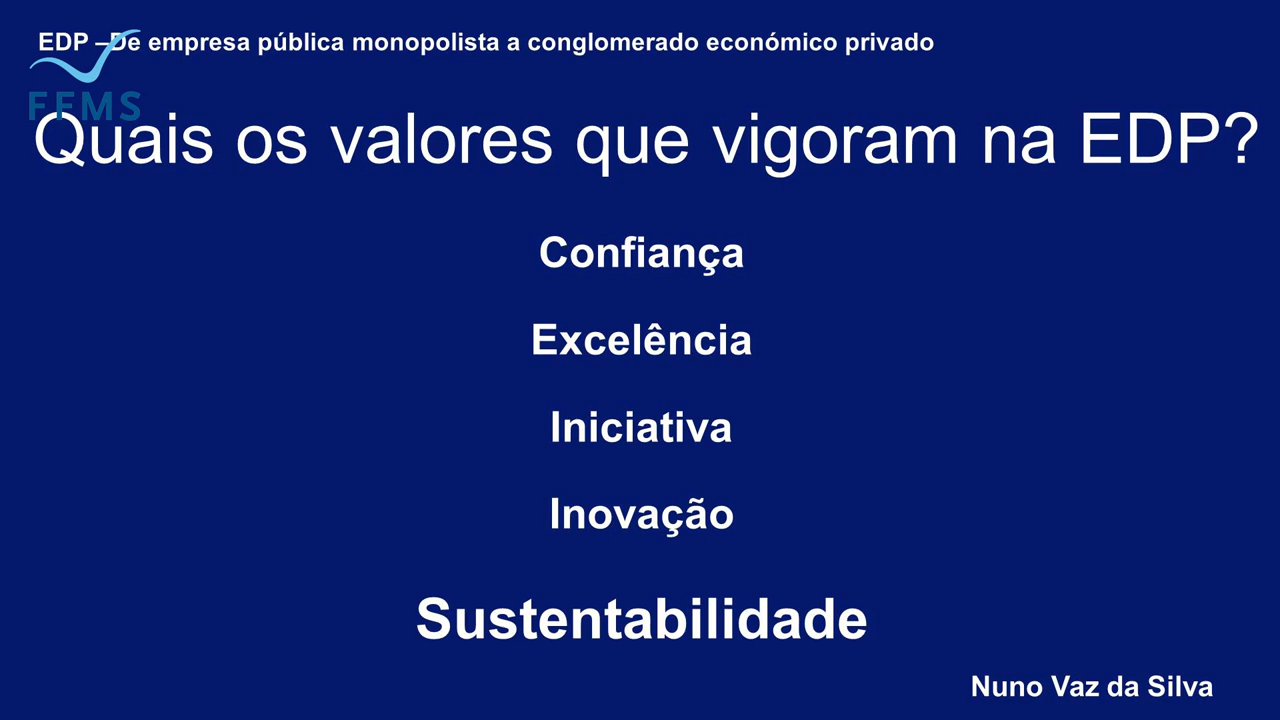 EDP –De empresa pública monopolista a conglomerado económico privado
FFMS
Quais os valores que vigoram na EDP?
Confiança
Excelência
Iniciativa
Inovação
Sustentabilidade
Nuno Vaz da Silva